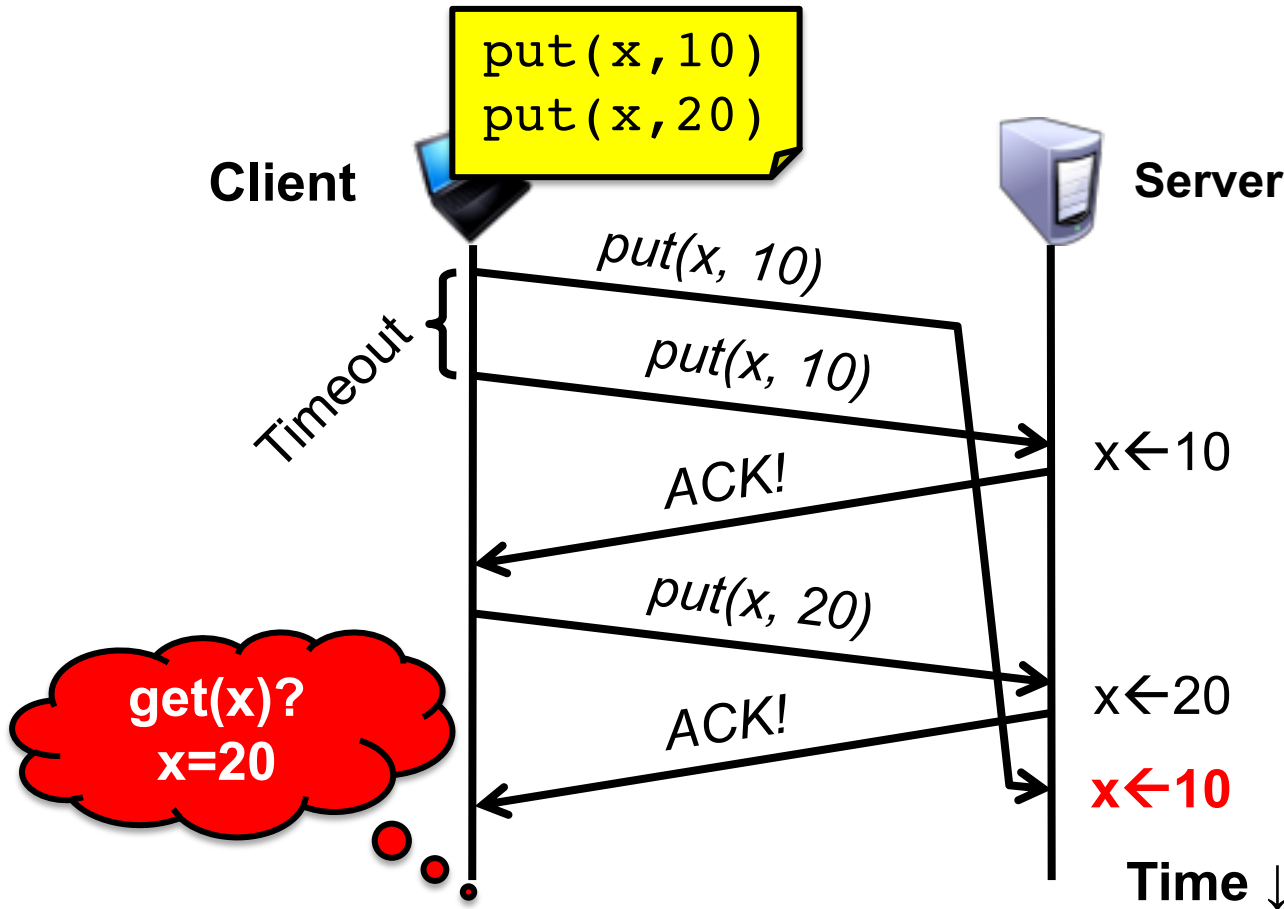 put(x,10)
put(x,20)
Client
Server
put(x, 10)
Timeout
put(x, 10)
x←10
ACK!
put(x, 20)
get(x)?
x=20
x←20
ACK!
x←10
Time ↓